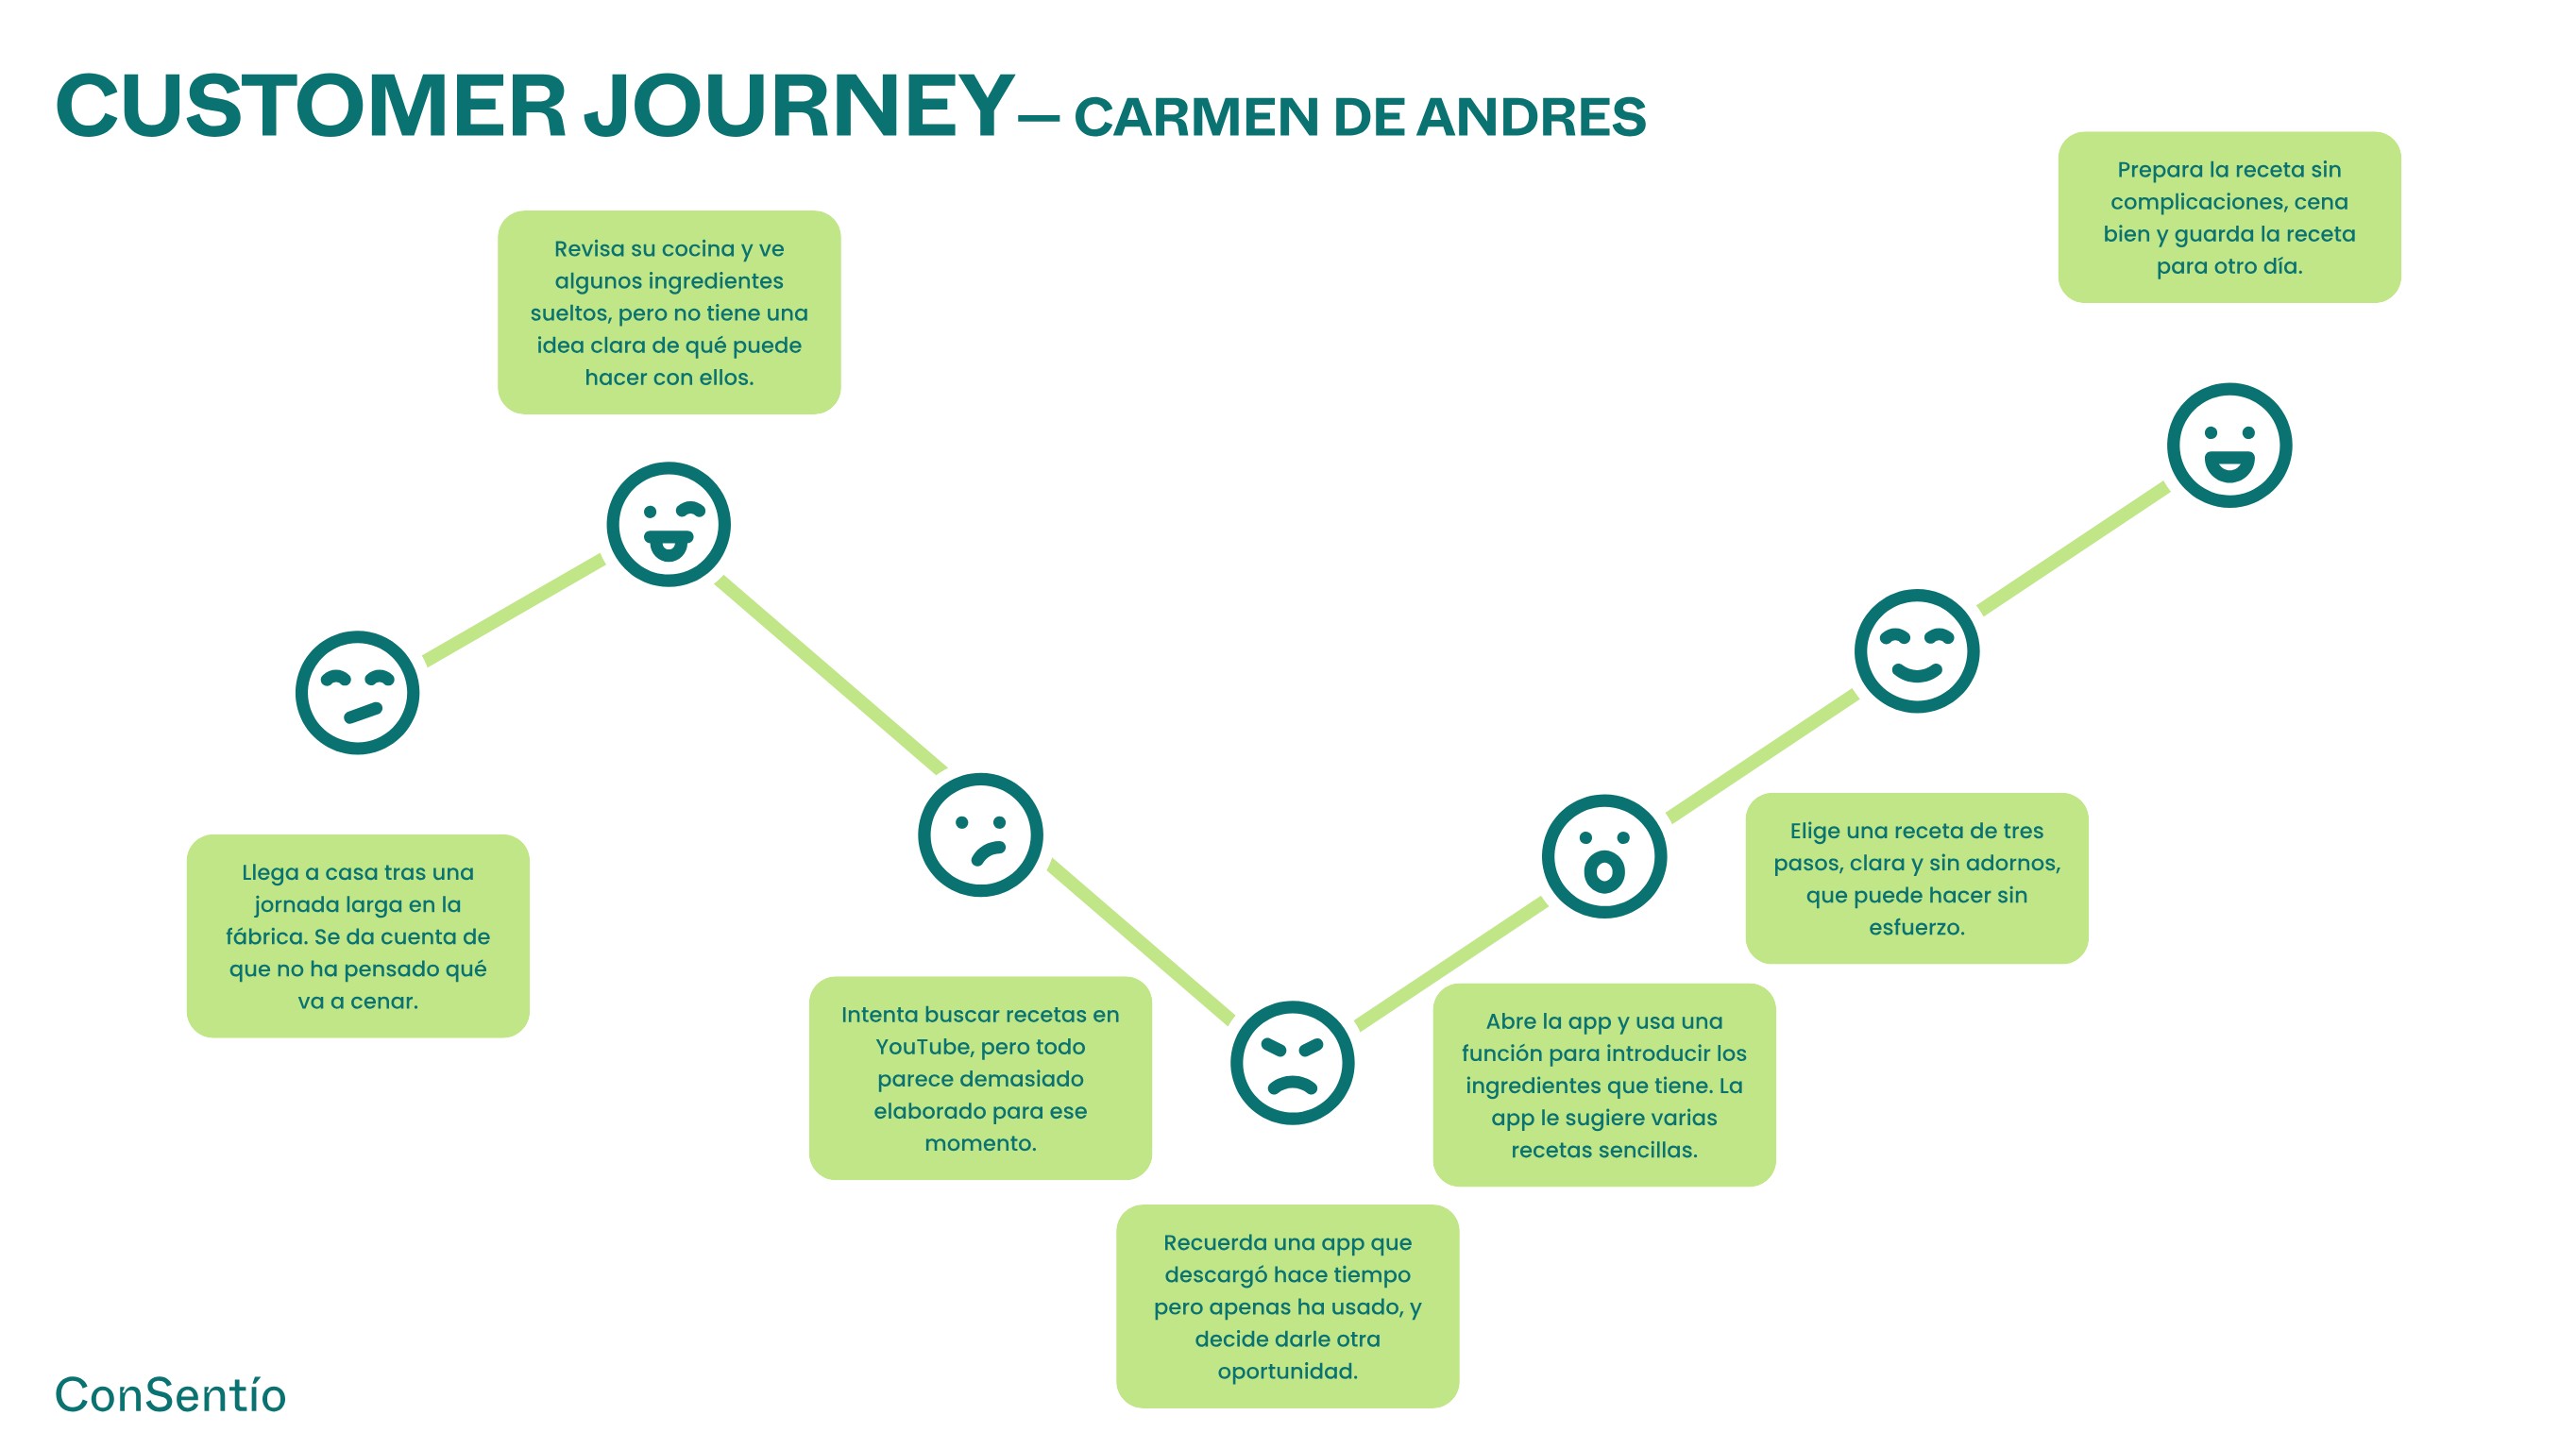 CUSTOMER JOURNEY— CARMEN DE ANDRES
Llega a casa tras una
jornada larga en la
fábrica. Se da cuenta de
que no ha pensado qué
va a cenar.
Revisa su cocina y ve
algunos ingredientes
sueltos, pero no tiene una
idea clara de qué puede
hacer con ellos.
Intenta buscar recetas en
YouTube, pero todo
parece demasiado
elaborado para ese
momento.
Recuerda una app que
descargó hace tiempo
pero apenas ha usado, y
decide darle otra
oportunidad.
Abre la app y usa una
función para introducir los
ingredientes que tiene. La
app le sugiere varias
recetas sencillas.
Elige una receta de tres
pasos, clara y sin adornos,
que puede hacer sin
esfuerzo.
Prepara la receta sin
complicaciones, cena
bien y guarda la receta
para otro día.
ConSentío